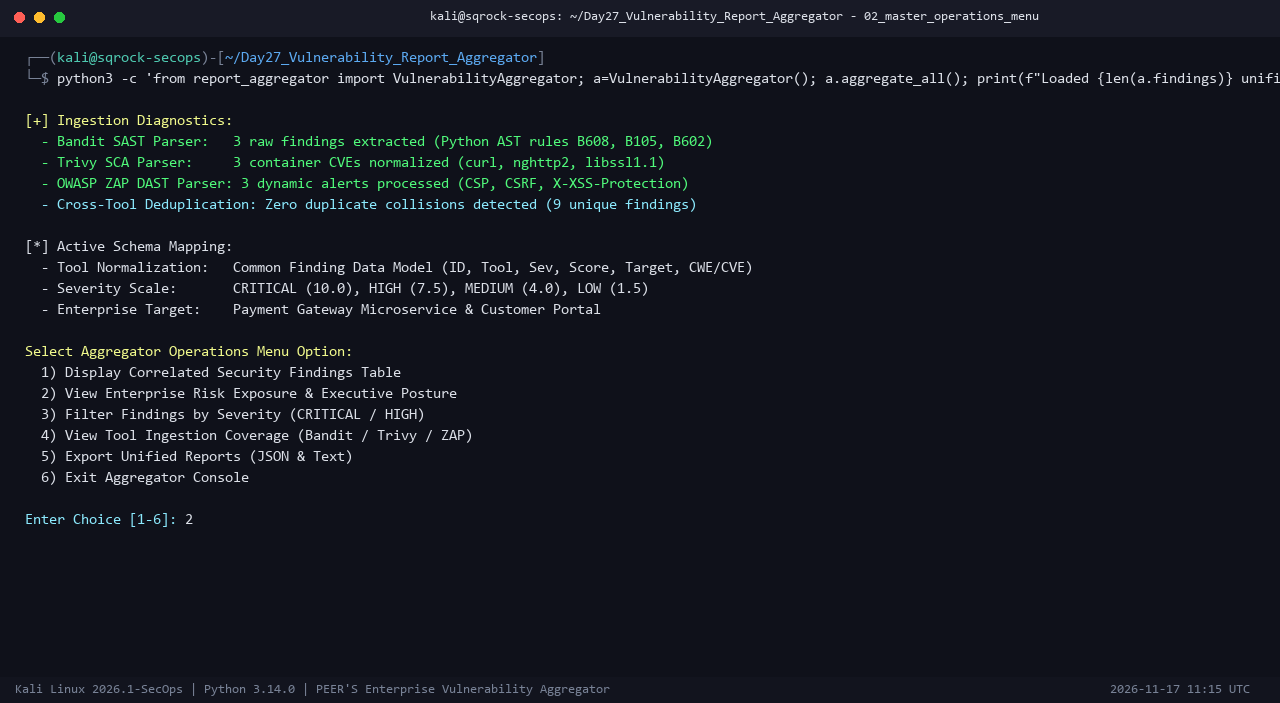 kali@sqrock-secops: ~/Day27_Vulnerability_Report_Aggregator - 02_master_operations_menu
┌──(kali@sqrock-secops)-[~/Day27_Vulnerability_Report_Aggregator]
└─$ python3 -c 'from report_aggregator import VulnerabilityAggregator; a=VulnerabilityAggregator(); a.aggregate_all(); print(f"Loaded {len(a.findings)} unifi
[+] Ingestion Diagnostics:
- Bandit SAST Parser: 3 raw findings extracted (Python AST rules B608, B105, B602)
- Trivy SCA Parser: 3 container CVEs normalized (curl, nghttp2, libssl1.1)
- OWASP ZAP DAST Parser: 3 dynamic alerts processed (CSP, CSRF, X-XSS-Protection)
- Cross-Tool Deduplication: Zero duplicate collisions detected (9 unique findings)
[*] Active Schema Mapping:
- Tool Normalization: Common Finding Data Model (ID, Tool, Sev, Score, Target, CWE/CVE)
- Severity Scale: CRITICAL (10.0), HIGH (7.5), MEDIUM (4.0), LOW (1.5)
- Enterprise Target: Payment Gateway Microservice & Customer Portal
Select Aggregator Operations Menu Option:
1) Display Correlated Security Findings Table
2) View Enterprise Risk Exposure & Executive Posture
3) Filter Findings by Severity (CRITICAL / HIGH)
4) View Tool Ingestion Coverage (Bandit / Trivy / ZAP)
5) Export Unified Reports (JSON & Text)
6) Exit Aggregator Console
Enter Choice [1-6]: 2
Kali Linux 2026.1-SecOps | Python 3.14.0 | PEER'S Enterprise Vulnerability Aggregator
2026-11-17 11:15 UTC